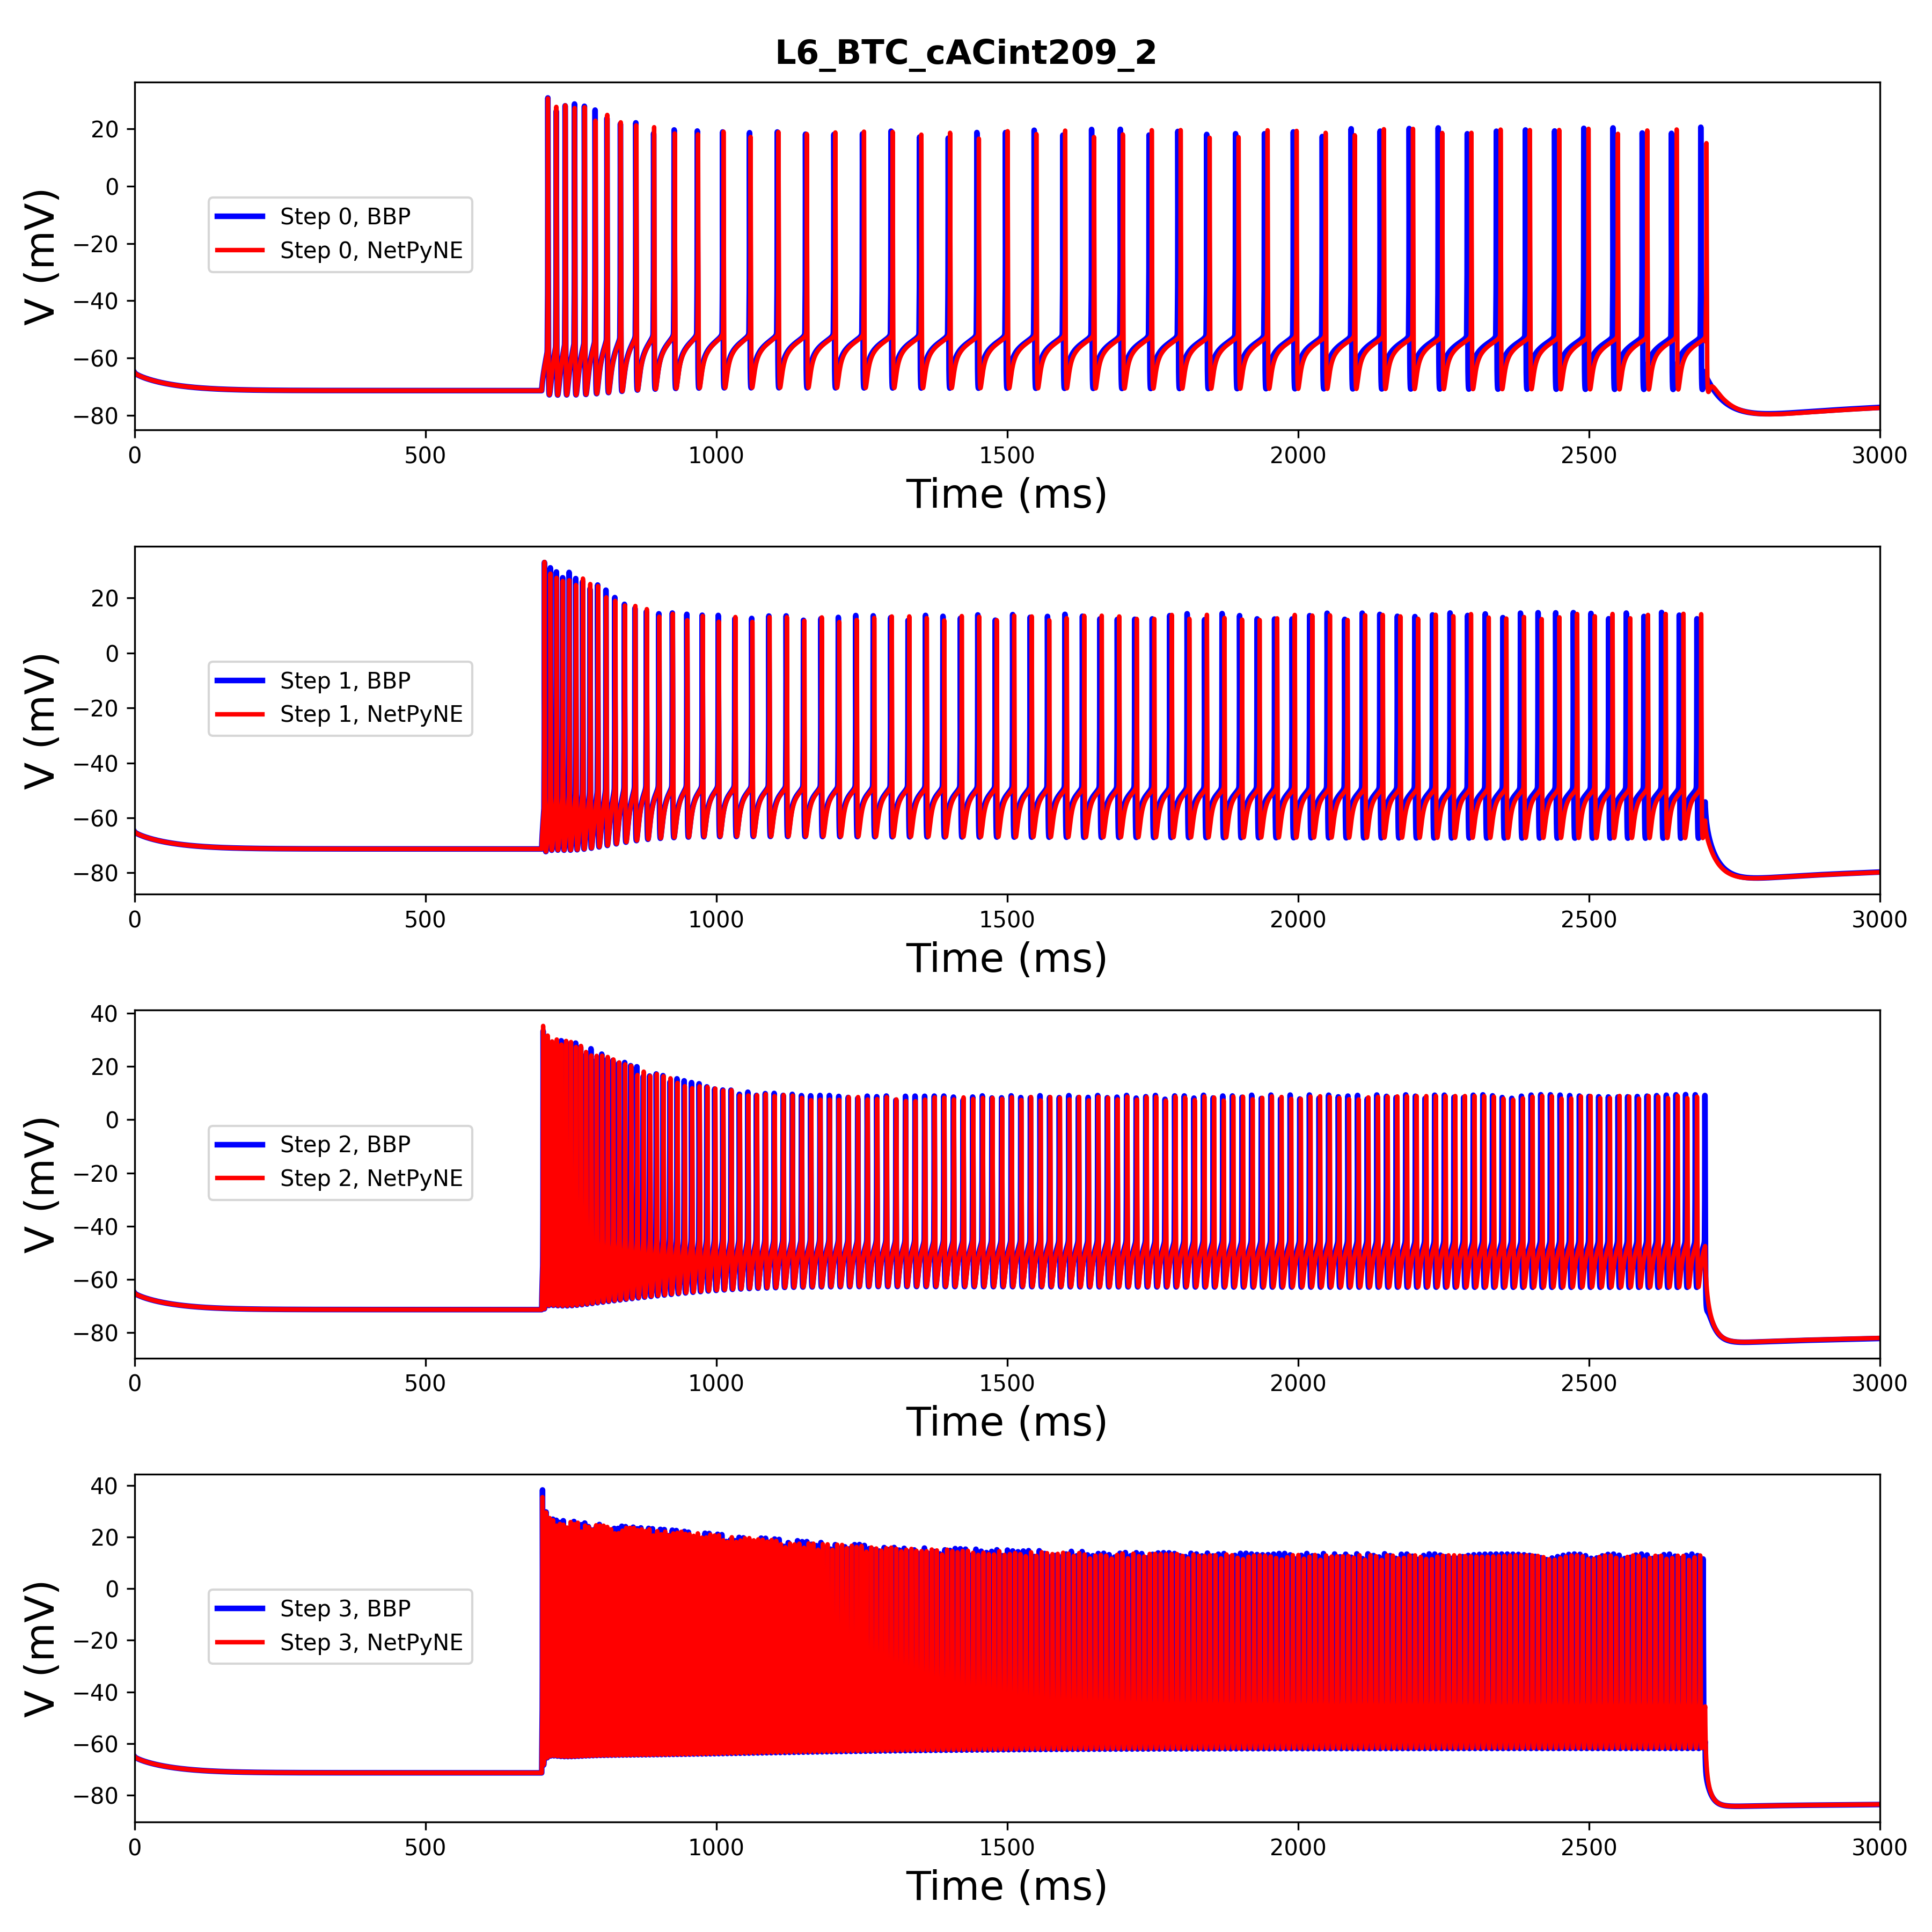 L6_BTC_cACint209_2
V (mV)
20
0
−20
−40
−60
−80
Step 0, BBP
Step 0, NetPyNE
0 500 1000 1500 2000 2500 3000
Time (ms)
V (mV)
20
0
−20
−40
−60
−80
Step 1, BBP
Step 1, NetPyNE
0 500 1000 1500 2000 2500 3000
Time (ms)
V (mV)
40
20
0
−20
−40
−60
−80
Step 2, BBP
Step 2, NetPyNE
0 500 1000 1500 2000 2500 3000
Time (ms)
V (mV)
40
20
0
−20
−40
−60
−80
Step 3, BBP
Step 3, NetPyNE
0 500 1000 1500 2000 2500 3000
Time (ms)